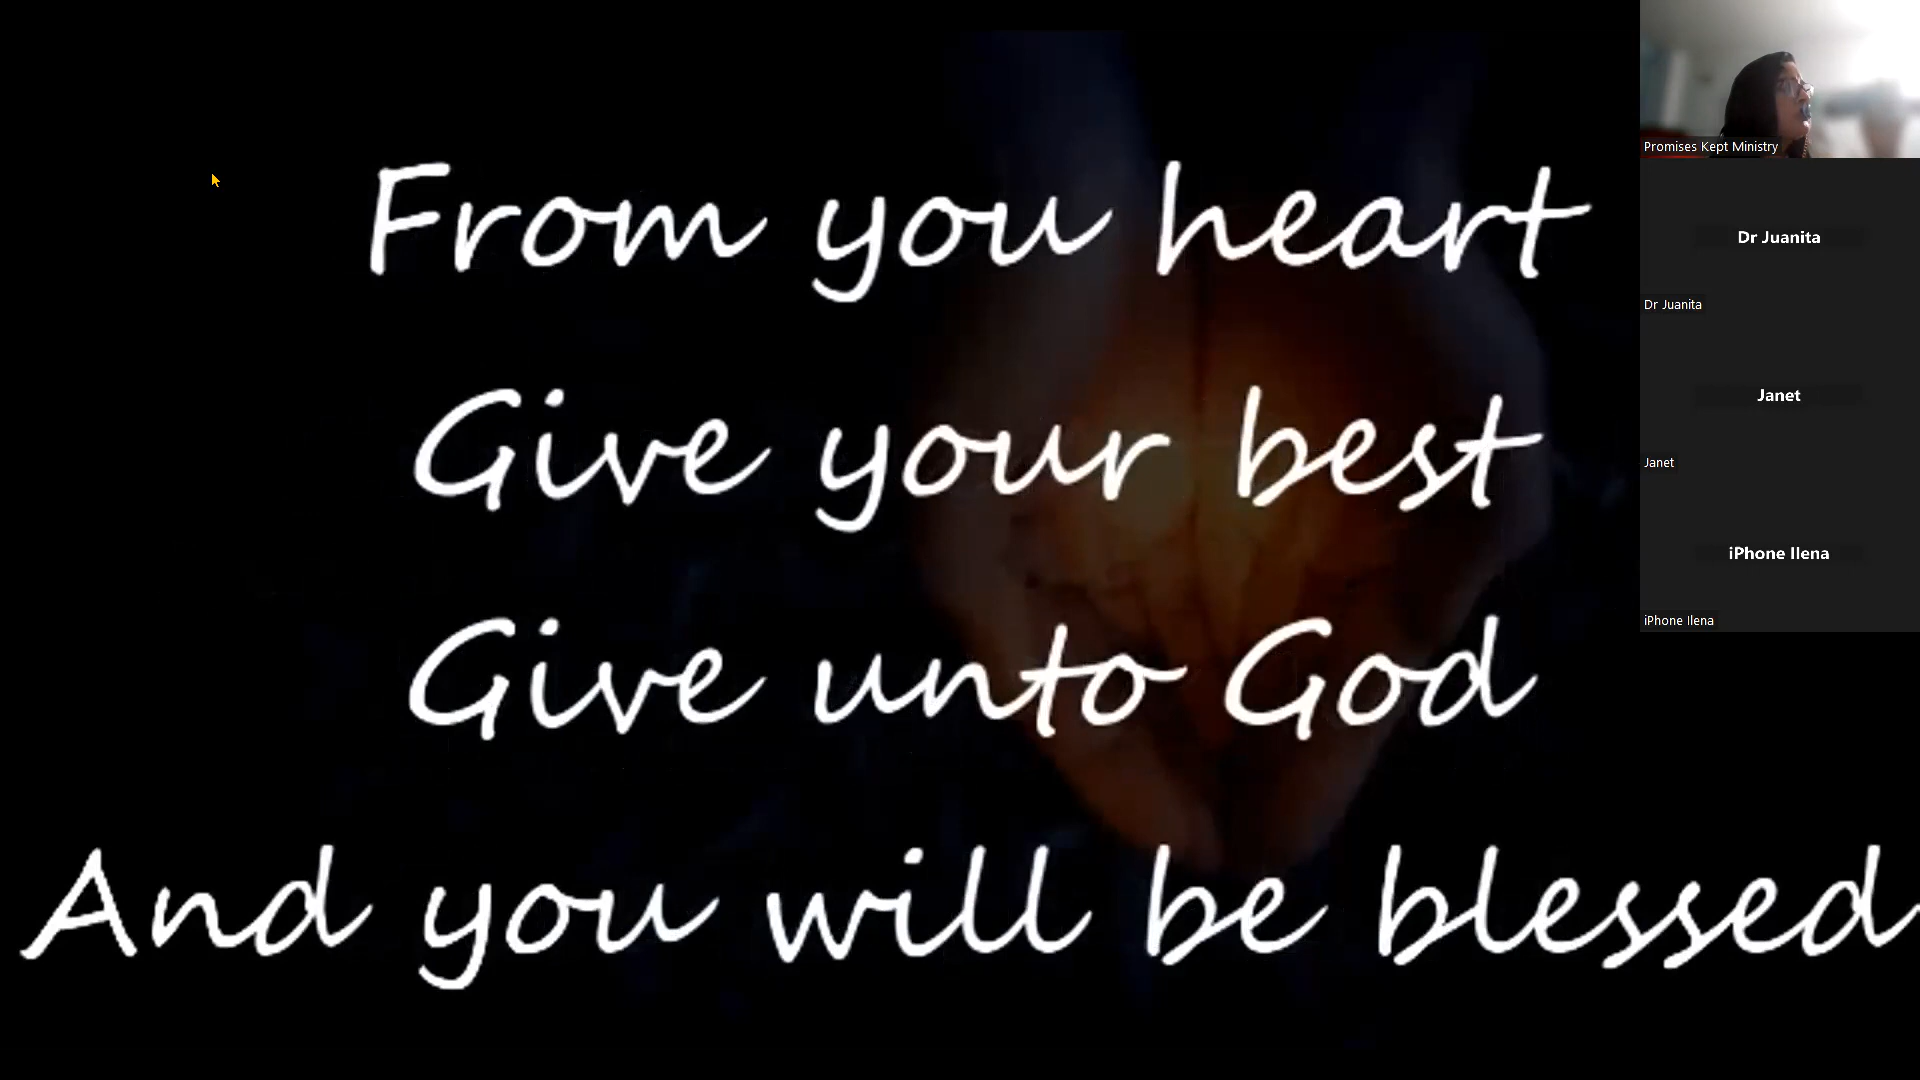 From you heart
Give your best
Give unto God
And you will be blessed
Promises Kept Ministry
Dr Juanita
Dr Juanita
Janet
Janet
iPhone Ilena
iPhone Ilena